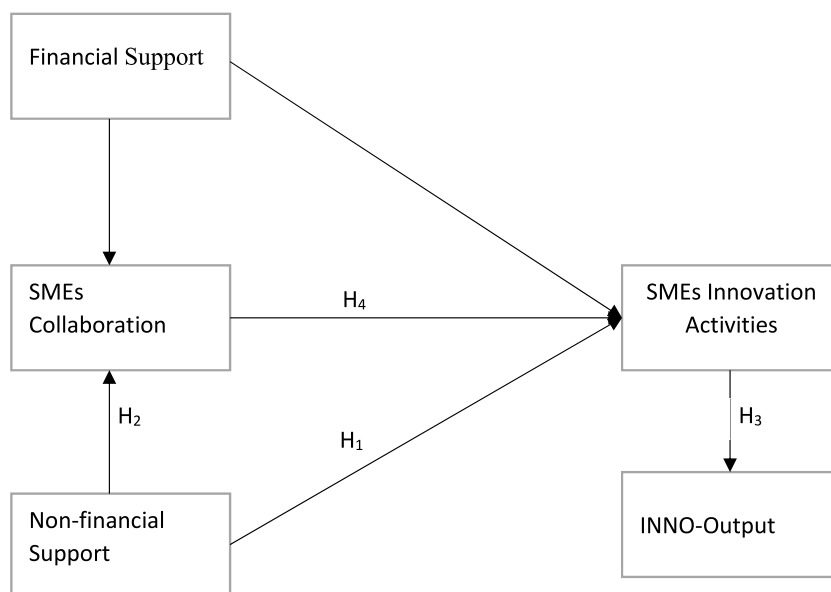 Financial Support
SMEs
Collaboration
H₄
SMEs Innovation
Activities
H₂
H₁
H₃
Non-financial
Support
INNO-Output